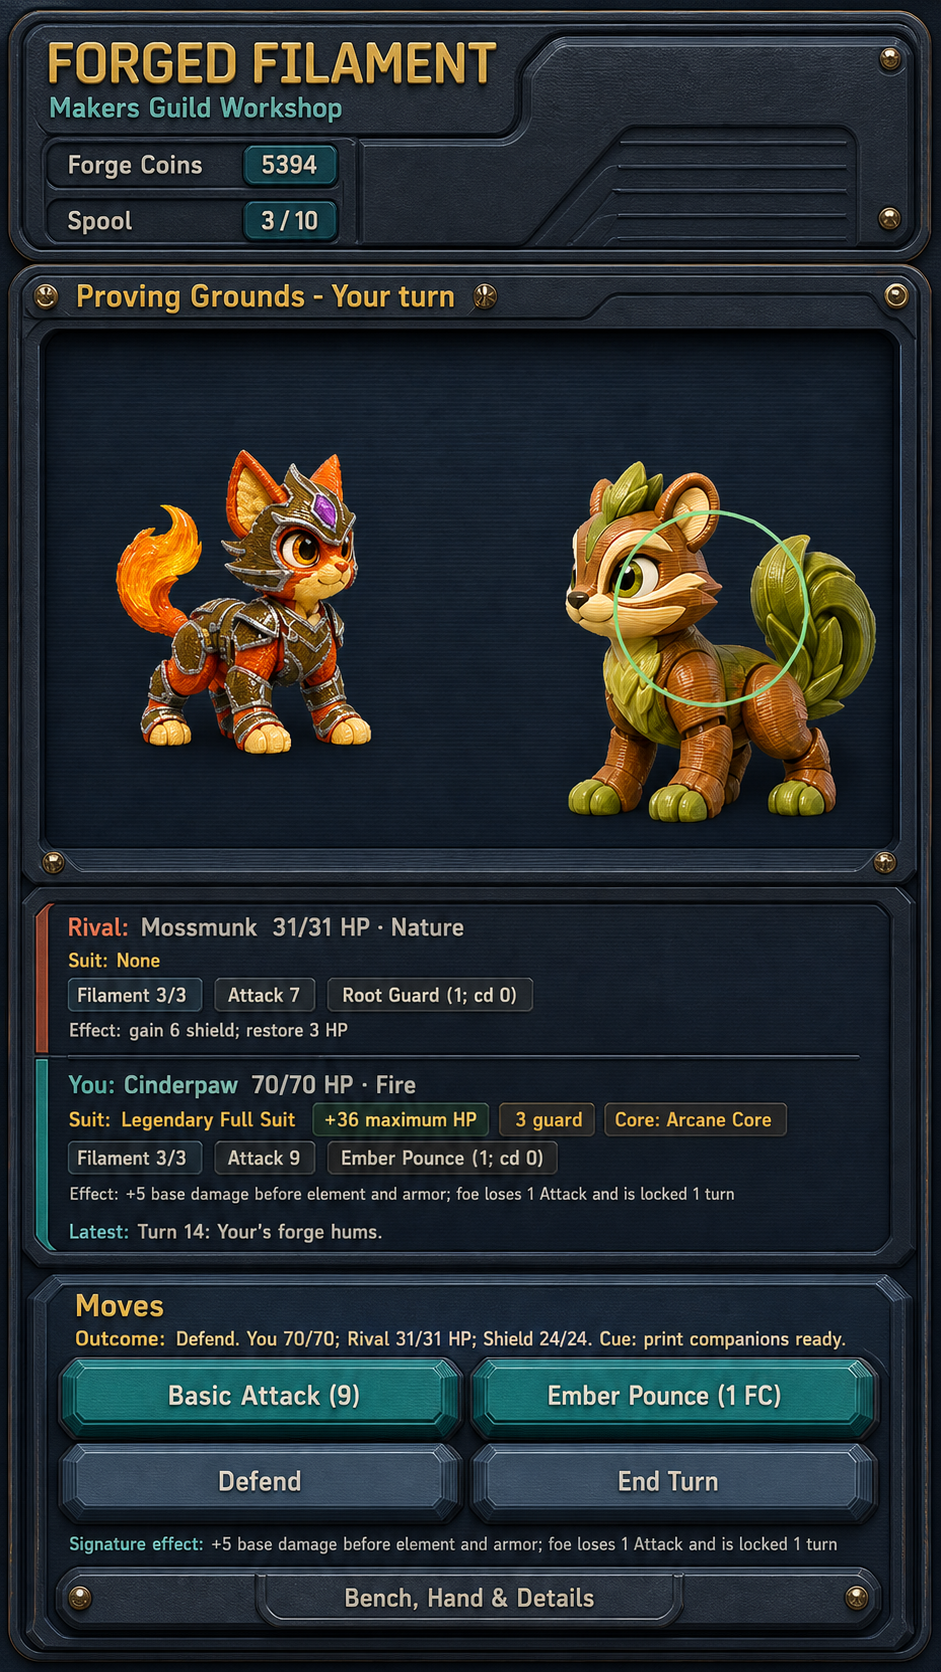 FORGED FILAMENT
Makers Guild Workshop
Forge Coins 5394
Spool 3 / 10
Proving Grounds - Your turn
Rival: Mossmunk 31/31 HP · Nature
Suit: None
Filament 3/3 Attack 7 Root Guard (1; cd 0)
Effect: gain 6 shield; restore 3 HP
You: Cinderpaw 70/70 HP · Fire
Suit: Legendary Full Suit +36 maximum HP 3 guard Core: Arcane Core
Filament 3/3 Attack 9 Ember Pounce (1; cd 0)
Effect: +5 base damage before element and armor; foe loses 1 Attack and is locked 1 turn
Latest: Turn 14: Your's forge hums.
Moves
Outcome: Defend. You 70/70; Rival 31/31 HP; Shield 24/24. Cue: print companions ready.
Basic Attack (9) Ember Pounce (1 FC)
Defend End Turn
Signature effect: +5 base damage before element and armor; foe loses 1 Attack and is locked 1 turn
Bench, Hand & Details